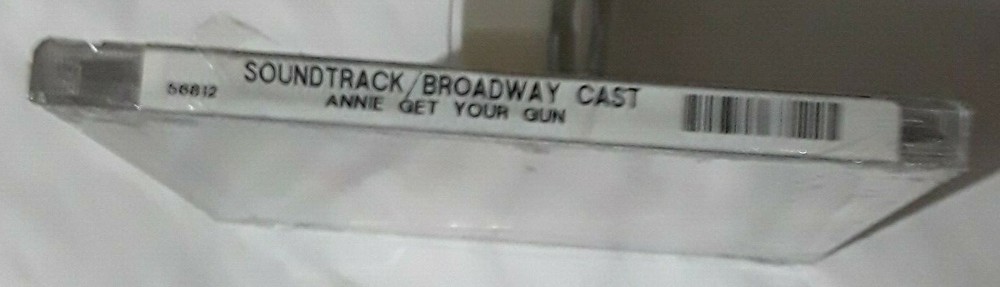 56812
SOUNDTRACK/BROADWAY CAST
ANNIE GET YOUR GUN